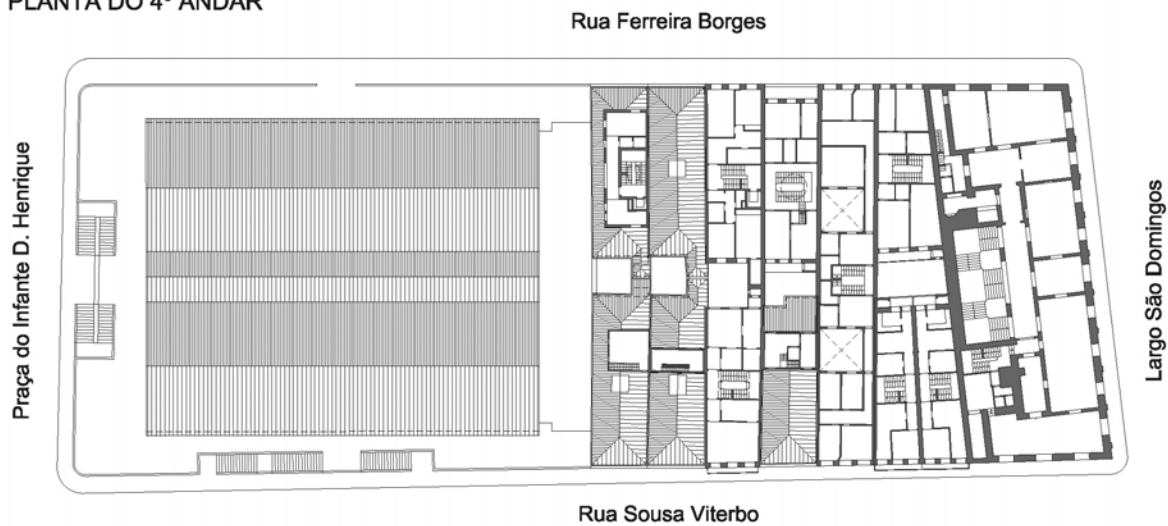 PLANTA DO 4º ANDAR
Rua Ferreira Borges
Praça do Infante D. Henrique
Largo São Domingos
Rua Sousa Viterbo